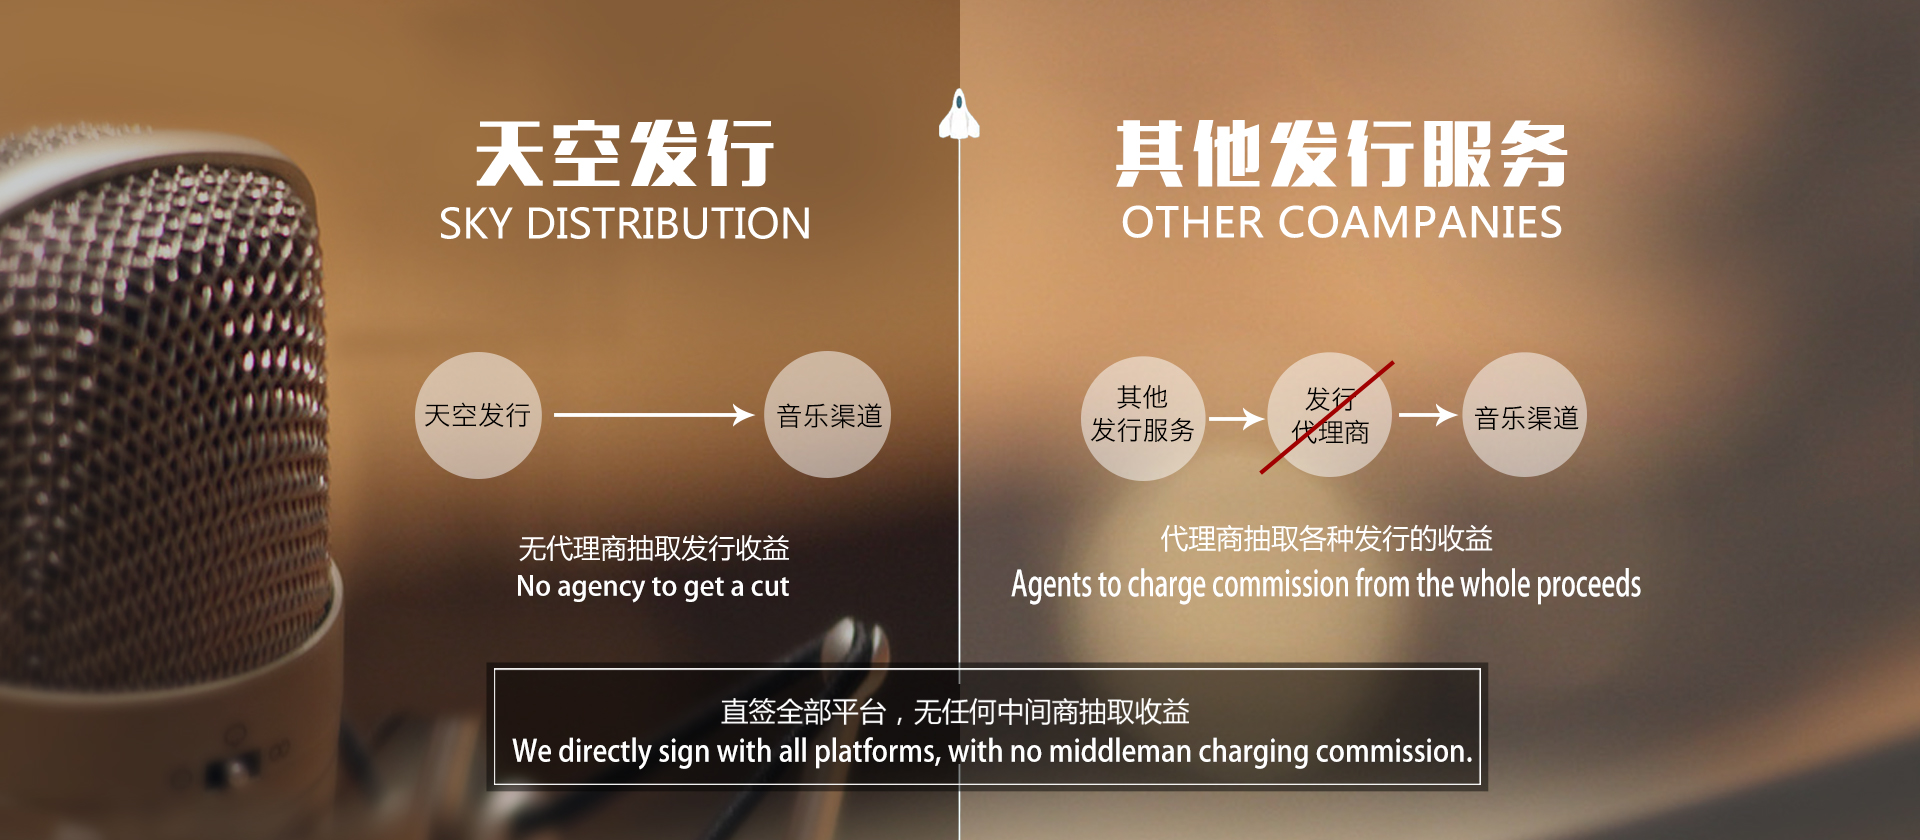 天空发行
SKY DISTRIBUTION
天空发行
音乐渠道
无代理商抽取发行收益
No agency to get a cut
其他发行服务
OTHER COAMPANIES
其他
发行服务
发行
代理商
音乐渠道
代理商抽取各种发行的收益
Agents to charge commission from the whole proceeds
直签全部平台，无任何中间商抽取收益
We directly sign with all platforms, with no middleman charging commission.